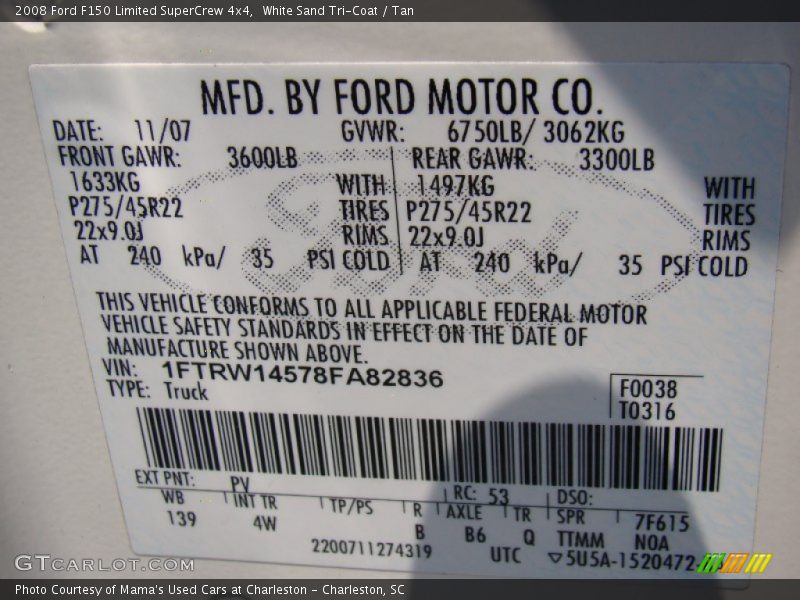 2008 Ford F150 Limited SuperCrew 4x4,  White Sand Tri-Coat / Tan
MFD. BY FORD MOTOR CO.
DATE: 11/07 GVWR: 6750LB/ 3062KG
FRONT GAWR: 3600LB REAR GAWR: 3300LB
1633KG WITH 1497KG WITH
P275/45R22 TIRES P275/45R22 TIRES
22x9.0J RIMS 22x9.0J RIMS
AT 240 kPa/ 35 PSI COLD AT 240 kPa/ 35 PSI COLD
Ford
THIS VEHICLE CONFORMS TO ALL APPLICABLE FEDERAL MOTOR
VEHICLE SAFETY STANDARDS IN EFFECT ON THE DATE OF
MANUFACTURE SHOWN ABOVE.
VIN: 1FTRW14578FA82836
TYPE: Truck
F0038
T0316
EXT PNT: PV RC: 53 DSO:
WB INT TR TP/PS R AXLE TR SPR 7F615
139 4W B B6 Q TTMM NOA
2200711274319 UTC ▽5U5A-1520472-
GTCARLOT.COM
Photo Courtesy of Mama's Used Cars at Charleston - Charleston, SC